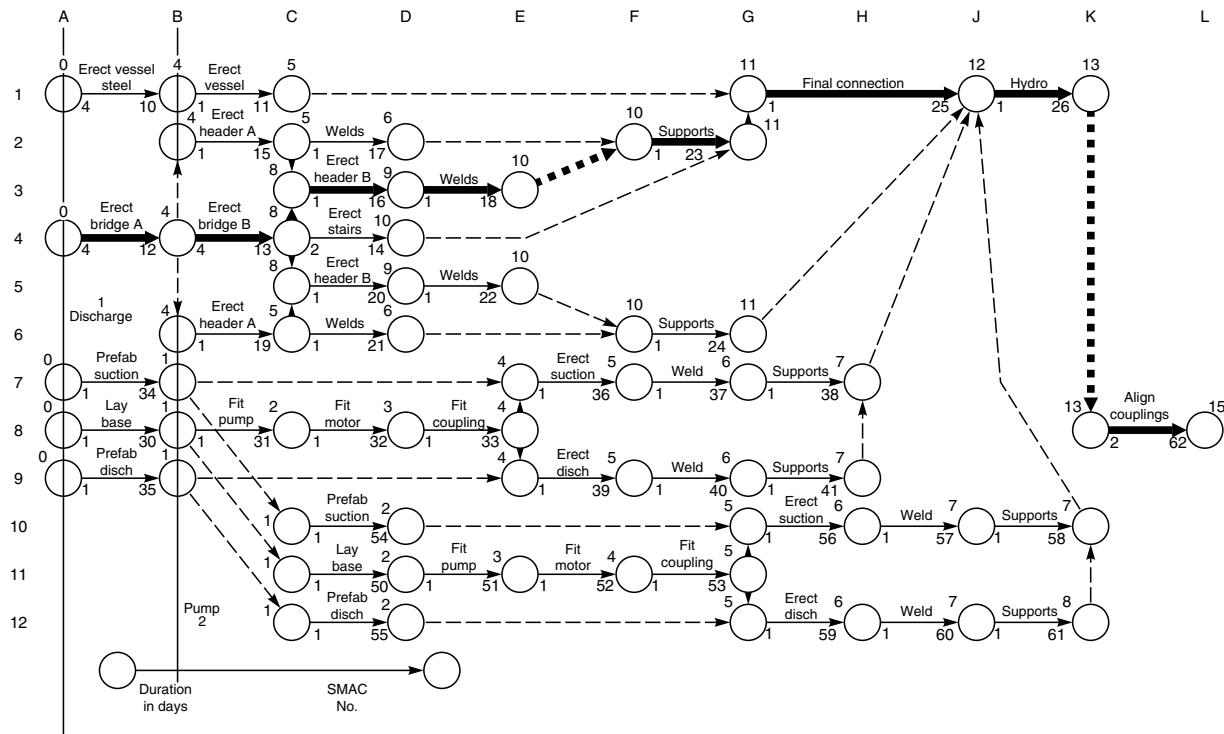 A B C D E F G H J K L
0 4 5 11 12 13
1 Erect vessel steel Erect vessel Final connection Hydro
4 10 1 11 1 25 1 26
4 5 6 10 11
2 Erect header A Welds Supports
1 15 1 17 1 23
8 9 10
3 Erect header B Welds
1 16 1 18
0 4 8 10
4 Erect bridge A Erect bridge B Erect stairs
4 12 4 13 2 14
8 9 10
5 Erect header B Welds
1 20 1 22
1
Discharge
4 5 6 10 11
6 Erect header A Welds Supports
1 19 1 21 1 24
0 1 4 5 6 7
7 Prefab suction Erect suction Weld Supports
1 34 1 36 1 37 1 38
0 1 2 3 4 13 15
8 Lay base Fit pump Fit motor Fit coupling Align couplings
1 30 1 31 1 32 1 33 2 62
0 1 4 5 6 7
9 Prefab disch Erect disch Weld Supports
1 35 1 39 1 40 1 41
1 2 5 6 7 7
10 Prefab suction Erect suction Weld Supports
1 54 1 56 1 57 1 58
1 2 3 4 5
11 Lay base Fit pump Fit motor Fit coupling
1 50 1 51 1 52 1 53
1 2 5 6 7 8
12 Prefab disch Erect disch Weld Supports
1 55 1 59 1 60 1 61
Pump
2
Duration in days
SMAC No.